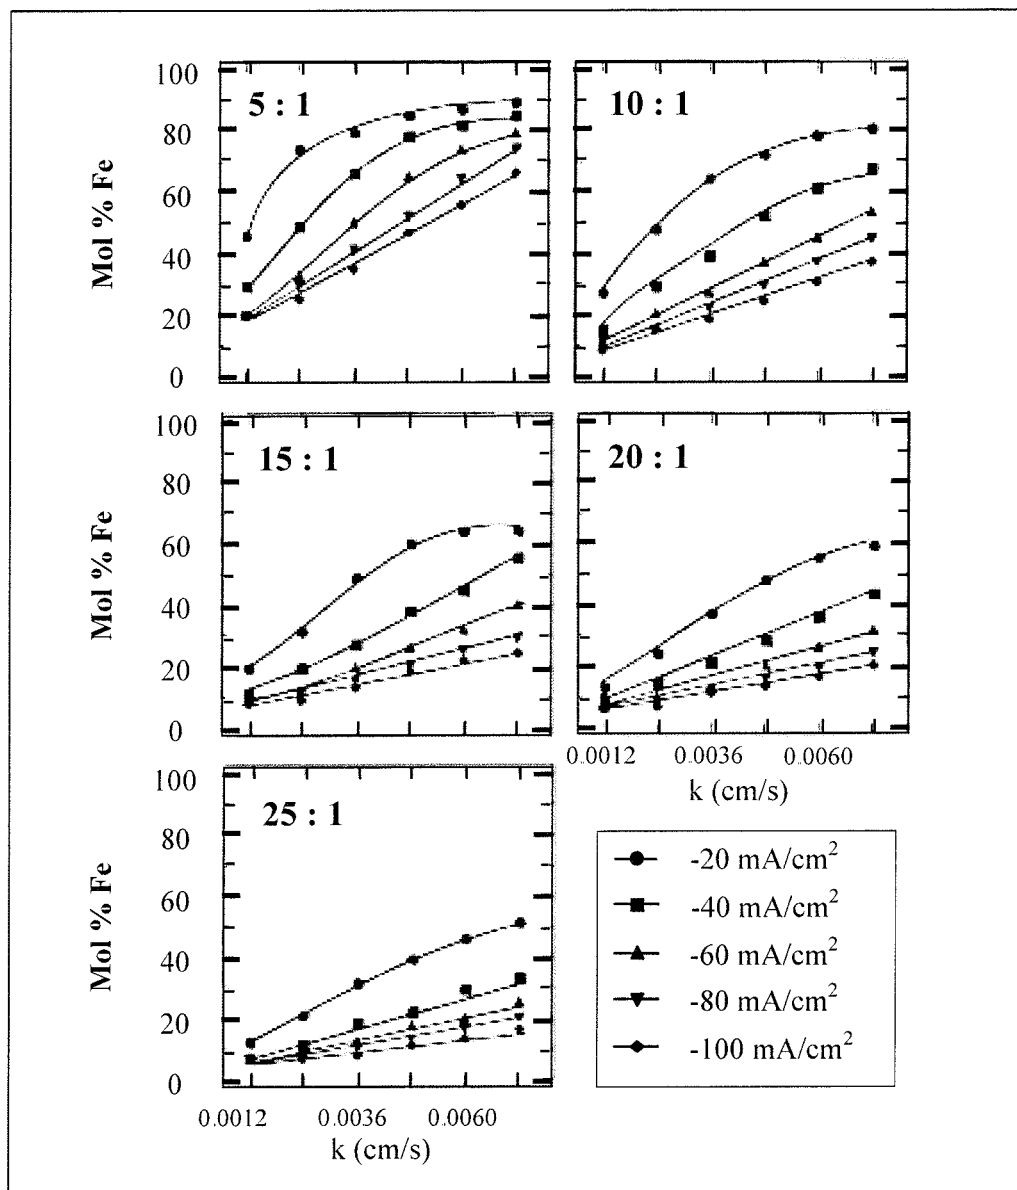 100
80
60
40
20
0
Mol % Fe
5 : 1
10 : 1
100
80
60
40
20
0
Mol % Fe
15 : 1
20 : 1
0.0012 0.0036 0.0060
k (cm/s)
100
80
60
40
20
0
Mol % Fe
25 : 1
0.0012 0.0036 0.0060
k (cm/s)
-20 mA/cm²
-40 mA/cm²
-60 mA/cm²
-80 mA/cm²
-100 mA/cm²